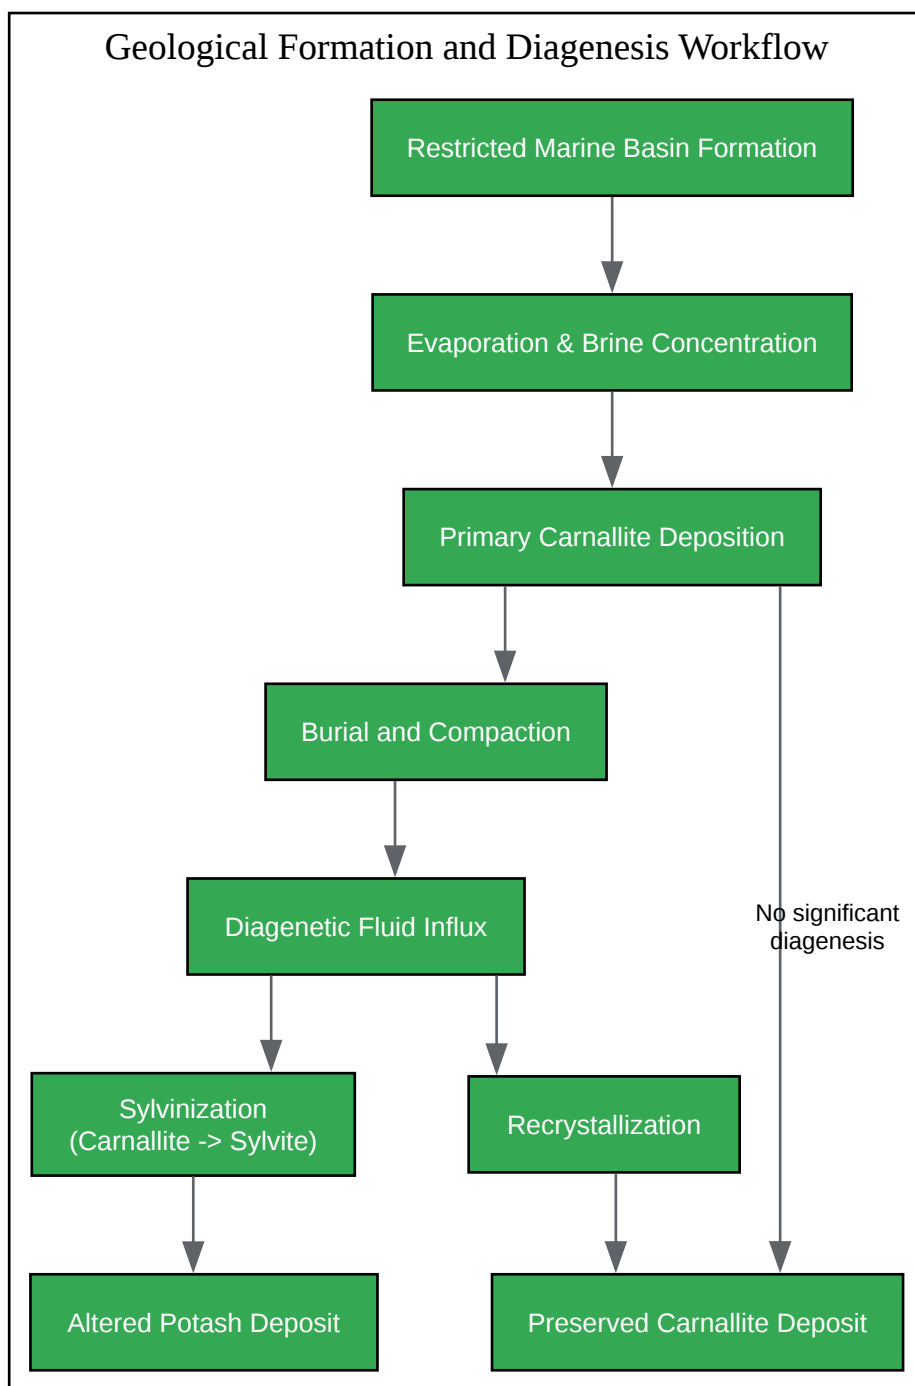 Geological Formation and Diagenesis Workflow
Restricted Marine Basin Formation
Evaporation & Brine Concentration
Primary Carnallite Deposition
Burial and Compaction
Diagenetic Fluid Influx
No significant
diagenesis
Sylvinization
(Carnallite -> Sylvite)
Recrystallization
Altered Potash Deposit
Preserved Carnallite Deposit